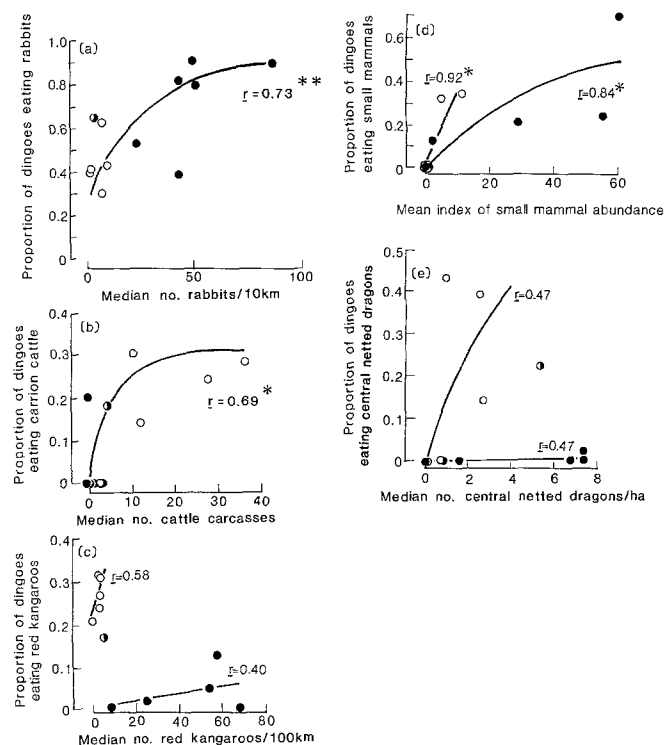 (a)
Proportion of dingoes eating rabbits
1.0
0.8
0.6
0.4
0.2
0
r=0.73 **
0 50 100
Median no. rabbits/10km
(b)
Proportion of dingoes
eating carrion cattle
0.3
0.2
0.1
0
r=0.69 *
0 10 20 30 40
Median no. cattle carcasses
(c)
Proportion of dingoes
eating red kangaroos
0.4
0.3
0.2
0.1
0
r=0.58
r=0.40
0 20 40 60 80
Median no. red kangaroos/100km
(d)
Proportion of dingoes
eating small mammals
0.6
0.4
0.2
0
r=0.92 *
r=0.84 *
0 20 40 60
Mean index of small mammal abundance
(e)
Proportion of dingoes
eating central netted dragons
0.5
0.4
0.3
0.2
0.1
0
r=0.47
r=0.47
0 2 4 6 8
Median no. central netted dragons/ha